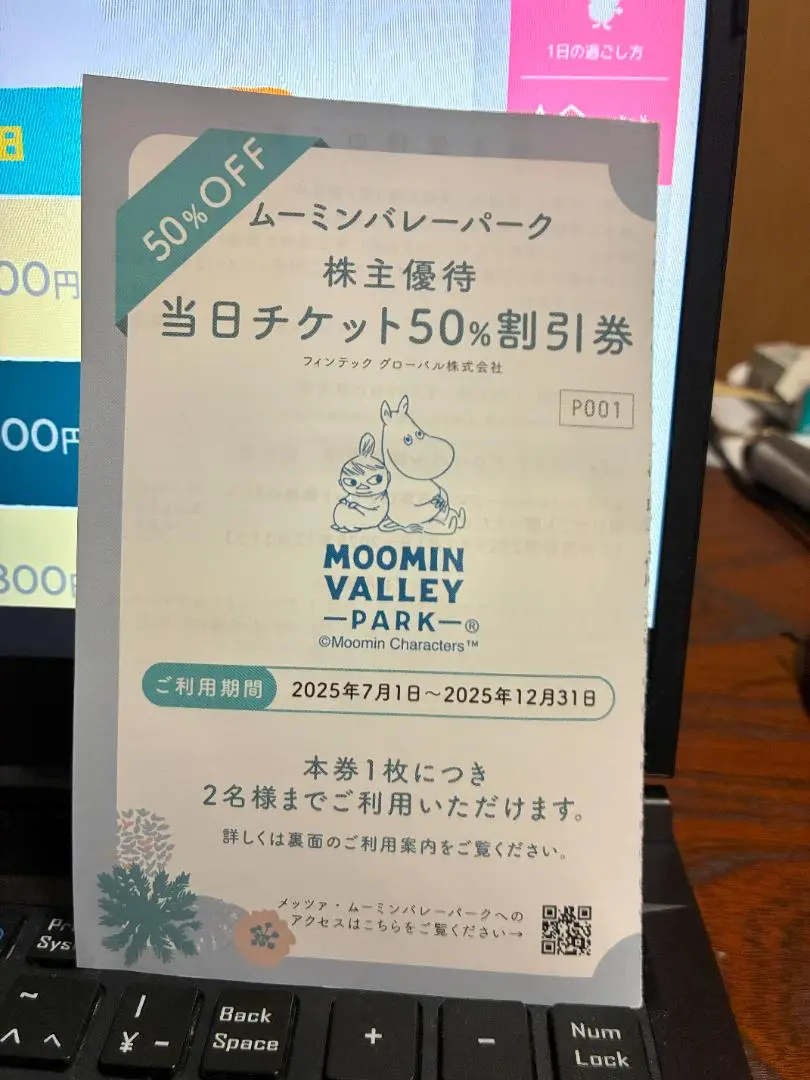 1日の過ごし方
日
00円
00円
800円
50%OFF
ムーミンバレーパーク
株主優待
当日チケット50%割引券
フィンテック グローバル株式会社
P001
MOOMIN
VALLEY
PARK®
©Moomin Characters™
ご利用期間 2025年7月1日～2025年12月31日
本券1枚につき
2名様までご利用いただけます。
詳しくは裏面のご利用案内をご覧ください。
メッツァ・ムーミンバレーパークへの
アクセスはこちらをご覧ください→
Back
Space
Num
Lock
~
^ へ
|
¥ -
+
-